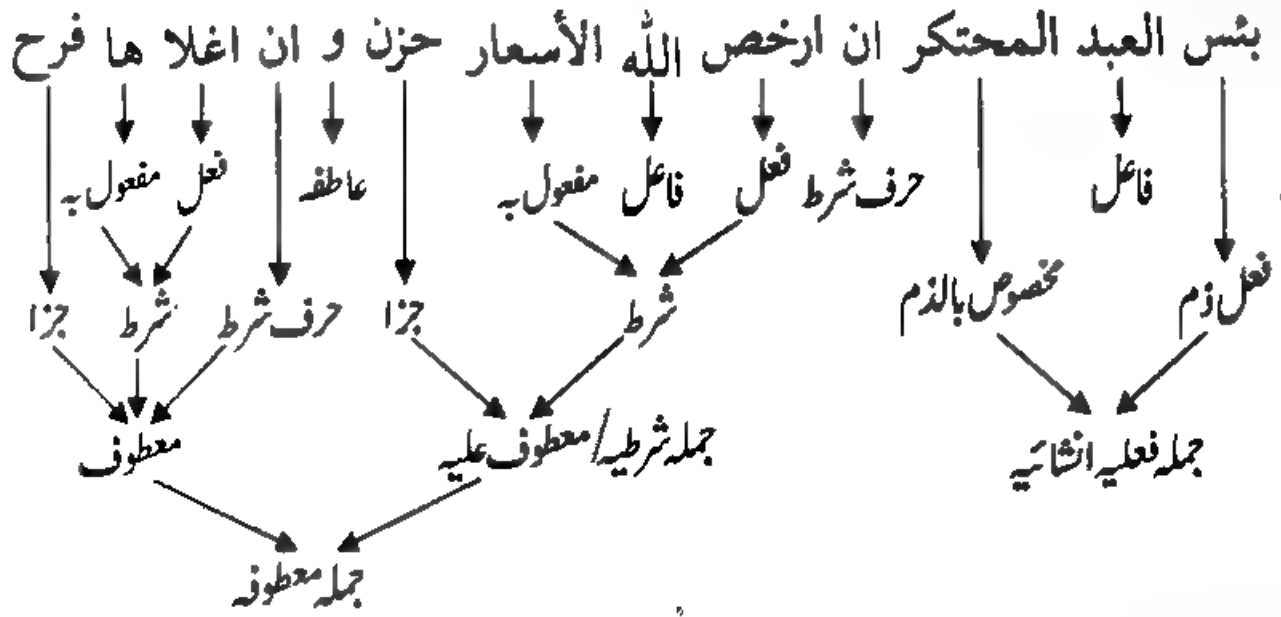 بئس العبد المحتكر ان ارخص الله الأسعار حزن و ان اغلا ها فرح
فاعل حرف شرط فعل فاعل مفعول به عاطفہ فعل مفعول به
فعل ذم مخصوص بالذم شرط جزا حرف شرط شرط جزا
جملہ فعلیہ انشائیہ جملہ شرطیہ/معطوف علیہ معطوف
جملہ معطوفہ